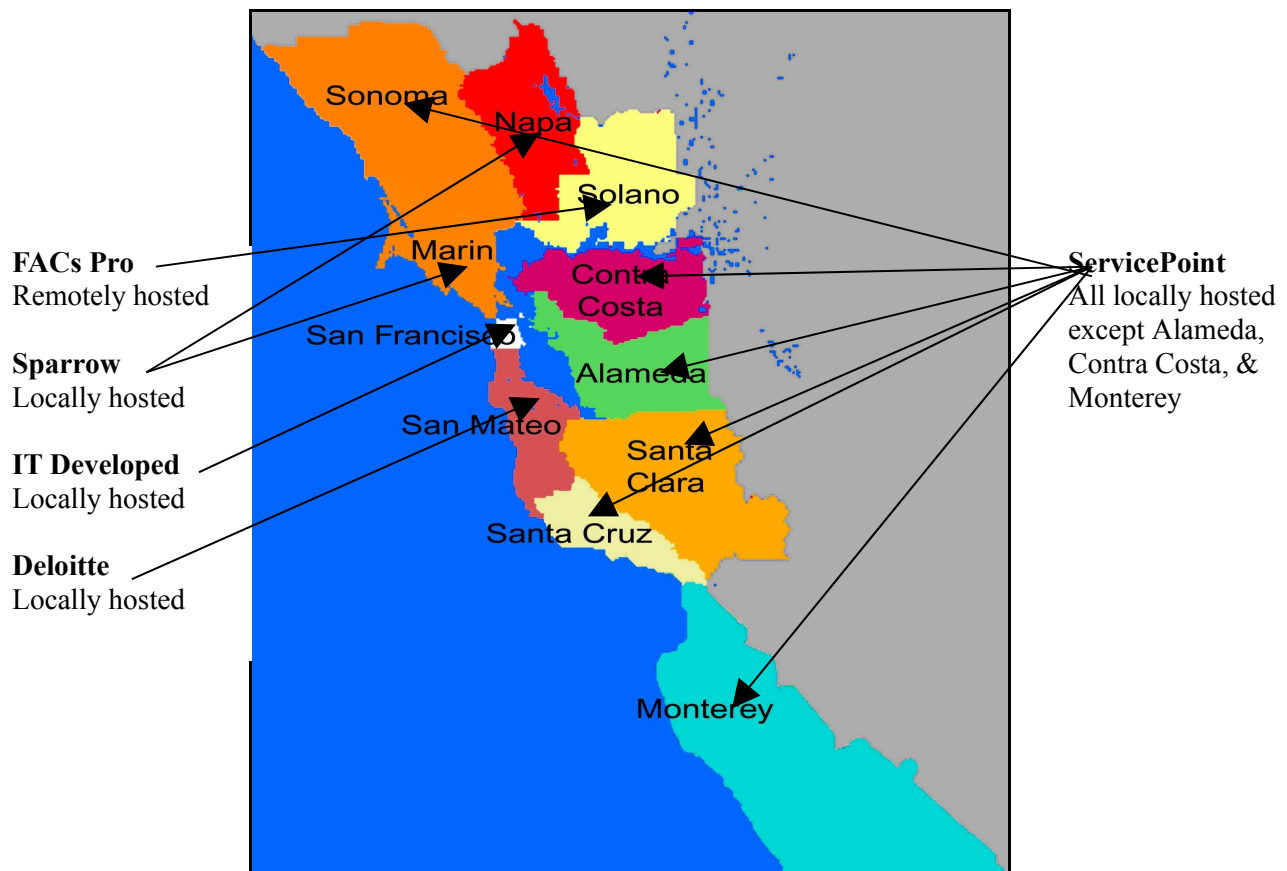 Sonoma
Napa
Solano
Marin
Contra
Costa
San Francisco
Alameda
San Mateo
Santa
Clara
Santa Cruz
Monterey
FACs Pro
Remotely hosted
Sparrow
Locally hosted
IT Developed
Locally hosted
Deloitte
Locally hosted
ServicePoint
All locally hosted
except Alameda,
Contra Costa, &
Monterey